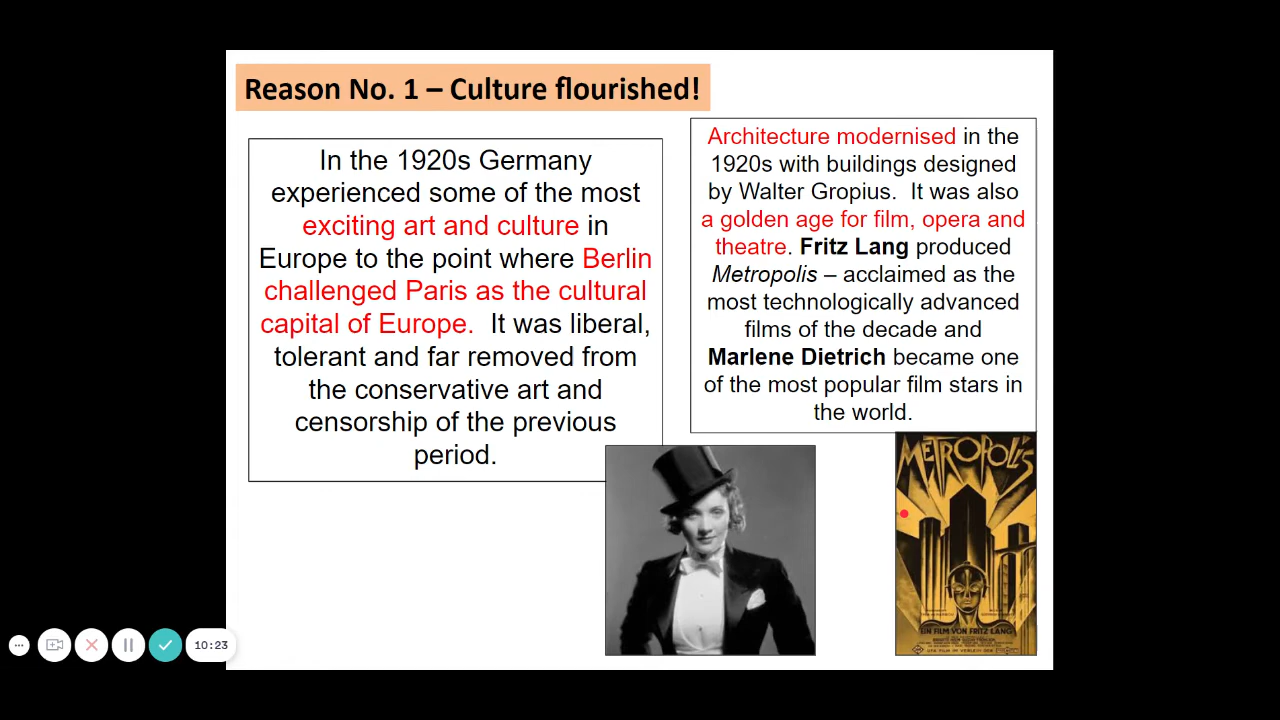 Reason No. 1 – Culture flourished!
In the 1920s Germany
experienced some of the most
exciting art and culture in
Europe to the point where Berlin
challenged Paris as the cultural
capital of Europe.  It was liberal,
tolerant and far removed from
the conservative art and
censorship of the previous
period.
Architecture modernised in the
1920s with buildings designed
by Walter Gropius.  It was also
a golden age for film, opera and
theatre. Fritz Lang produced
Metropolis – acclaimed as the
most technologically advanced
films of the decade and
Marlene Dietrich became one
of the most popular film stars in
the world.
METROPOLIS
EIN FILM VON FRITZ LANG
10:23